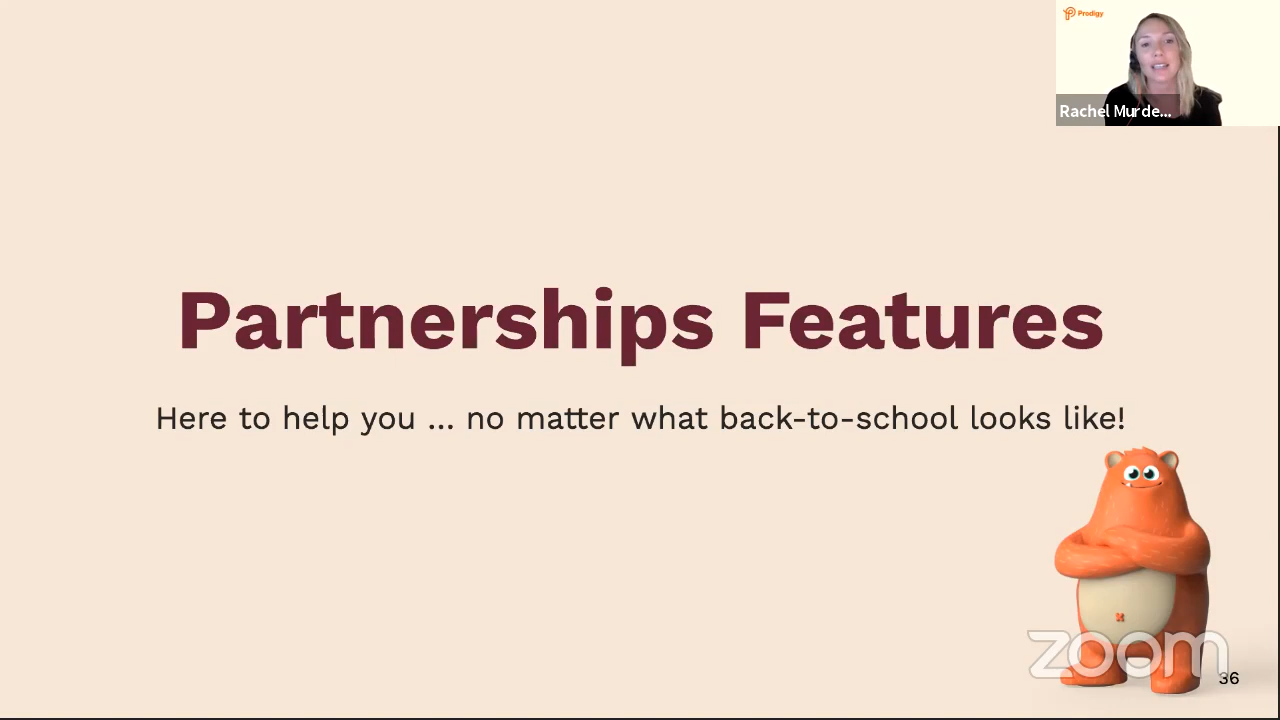 Prodigy
Rachel Murde...
Partnerships Features
Here to help you ... no matter what back-to-school looks like!
zoom
36